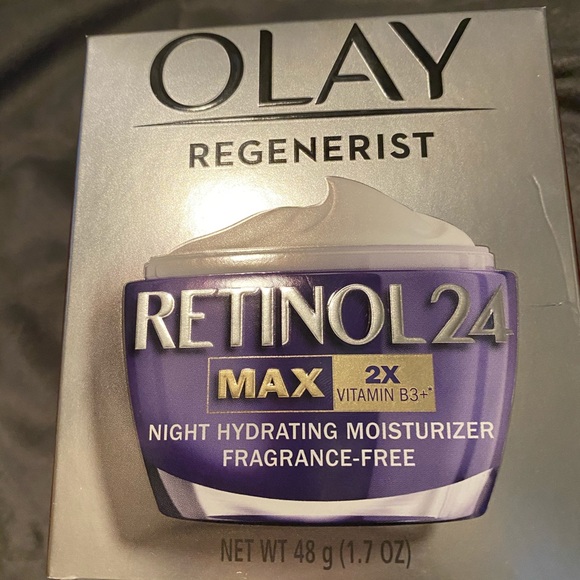 OLAY
REGENERIST
RETINOL24
MAX
2X
VITAMIN B3+*
NIGHT HYDRATING MOISTURIZER
FRAGRANCE-FREE
NET WT 48 g (1.7 OZ)